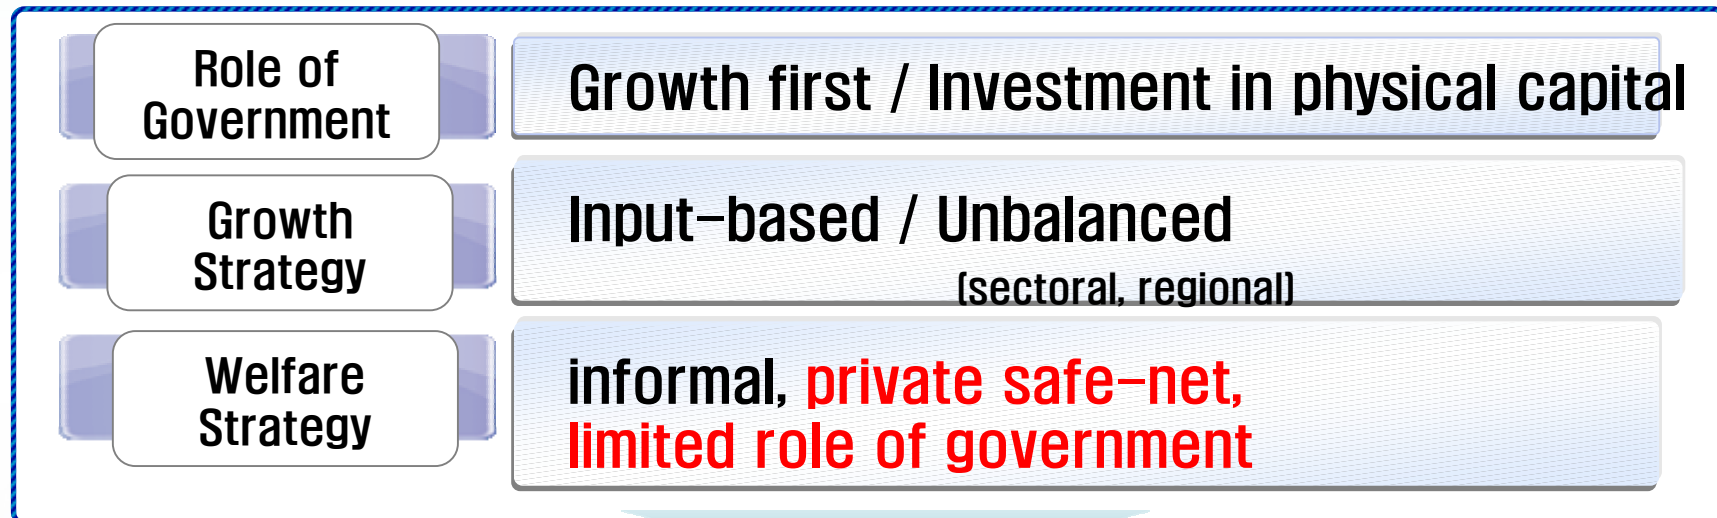 Role of
Government
Growth first / Investment in physical capital
Growth
Strategy
Input-based / Unbalanced
(sectoral, regional)
Welfare
Strategy
informal, private safe-net,
limited role of government